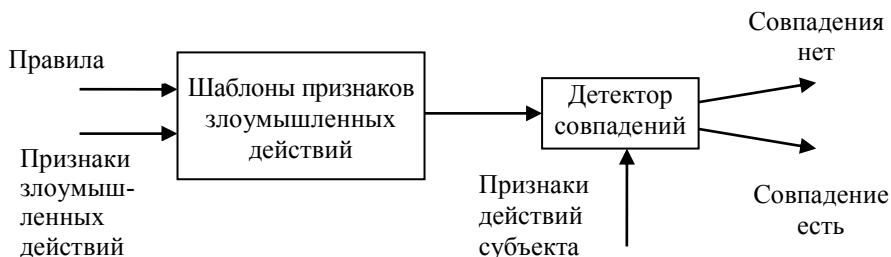 Правила
Признаки
злоумыш-
ленных
действий
Шаблоны признаков
злоумышленных
действий
Детектор
совпадений
Признаки
действий
субъекта
Совпадения
нет
Совпадение
есть